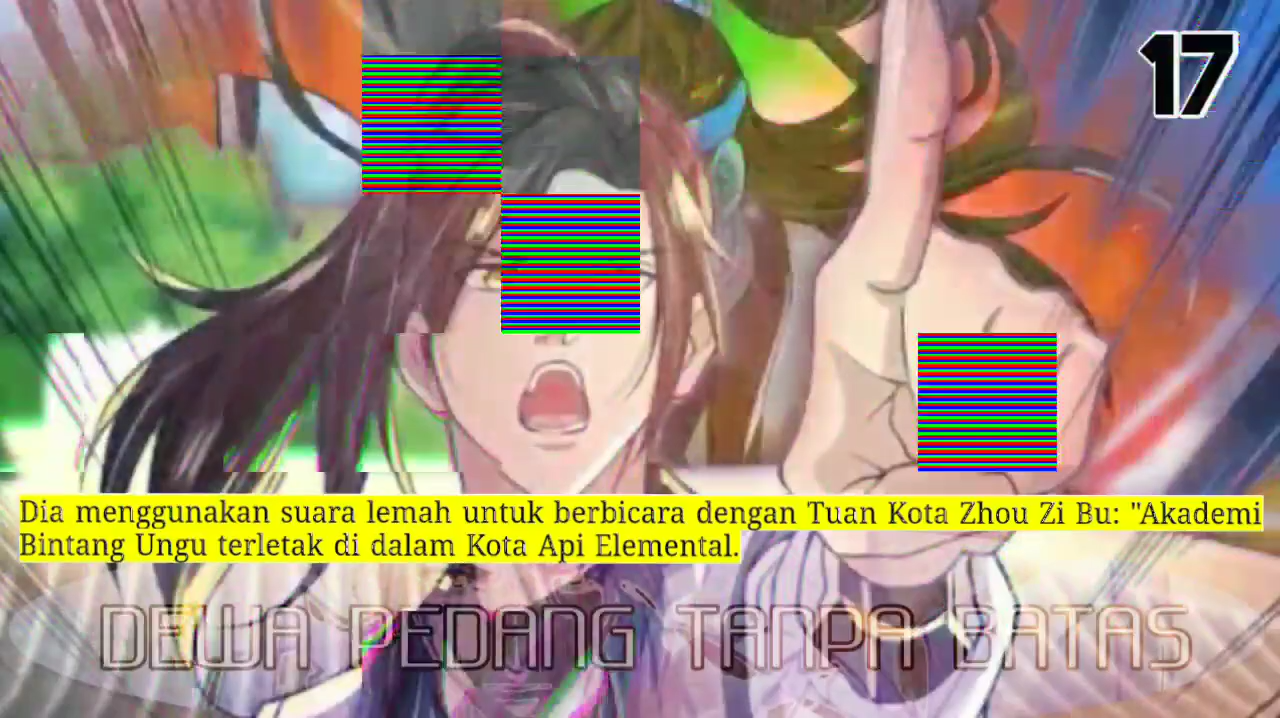 17
Dia menggunakan suara lemah untuk berbicara dengan Tuan Kota Zhou Zi Bu: "Akademi
Bintang Ungu terletak di dalam Kota Api Elemental.
DEWA PEDANG TANPA BATAS